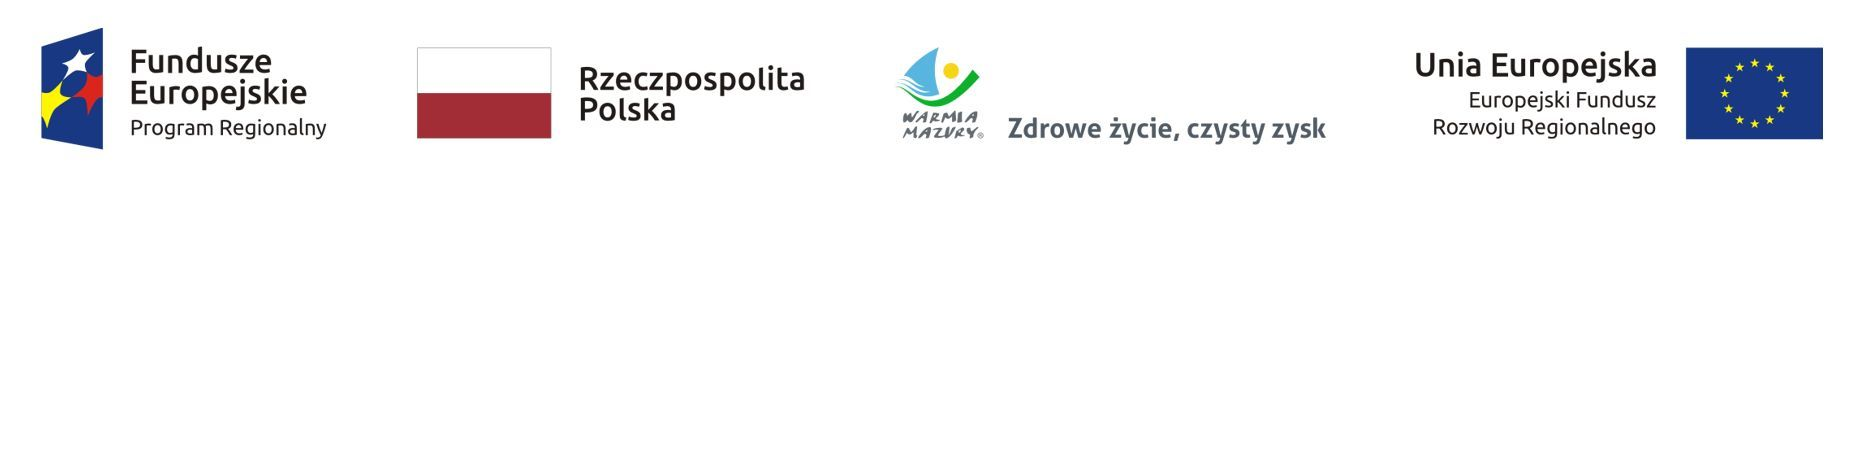 Fundusze
Europejskie
Program Regionalny
Rzeczpospolita
Polska
WARMIA
MAZURY®
Zdrowe życie, czysty zysk
Unia Europejska
Europejski Fundusz
Rozwoju Regionalnego